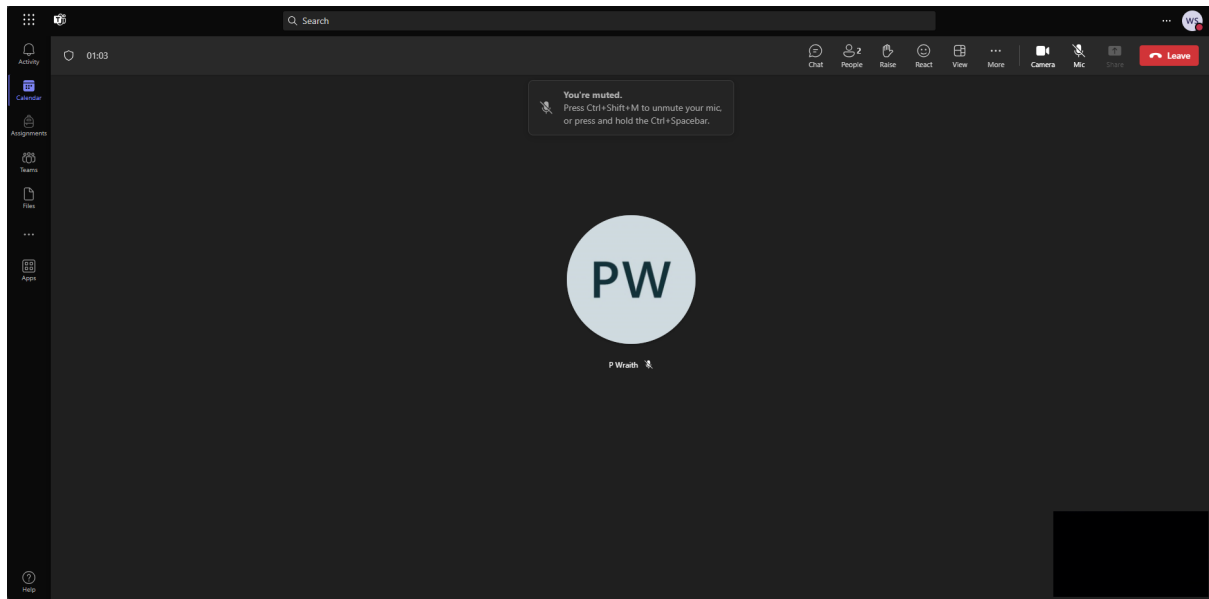 Search
WS
Activity
Calendar
Assignments
Teams
Files
Apps
Help
01:03
Chat
2
People
Raise
React
View
More
Camera
Mic
Share
Leave
You're muted.
Press Ctrl+Shift+M to unmute your mic,
or press and hold the Ctrl+Spacebar.
PW
P Wraith